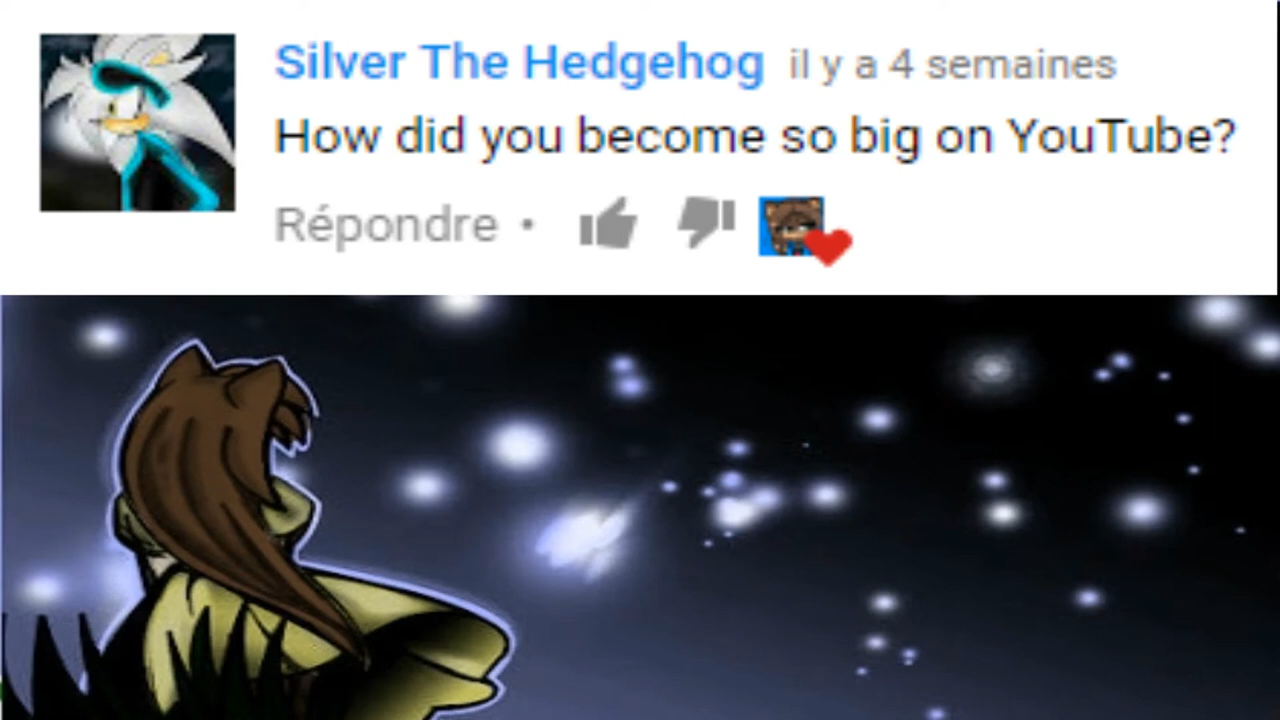 Silver The Hedgehog il y a 4 semaines
How did you become so big on YouTube?
Répondre •